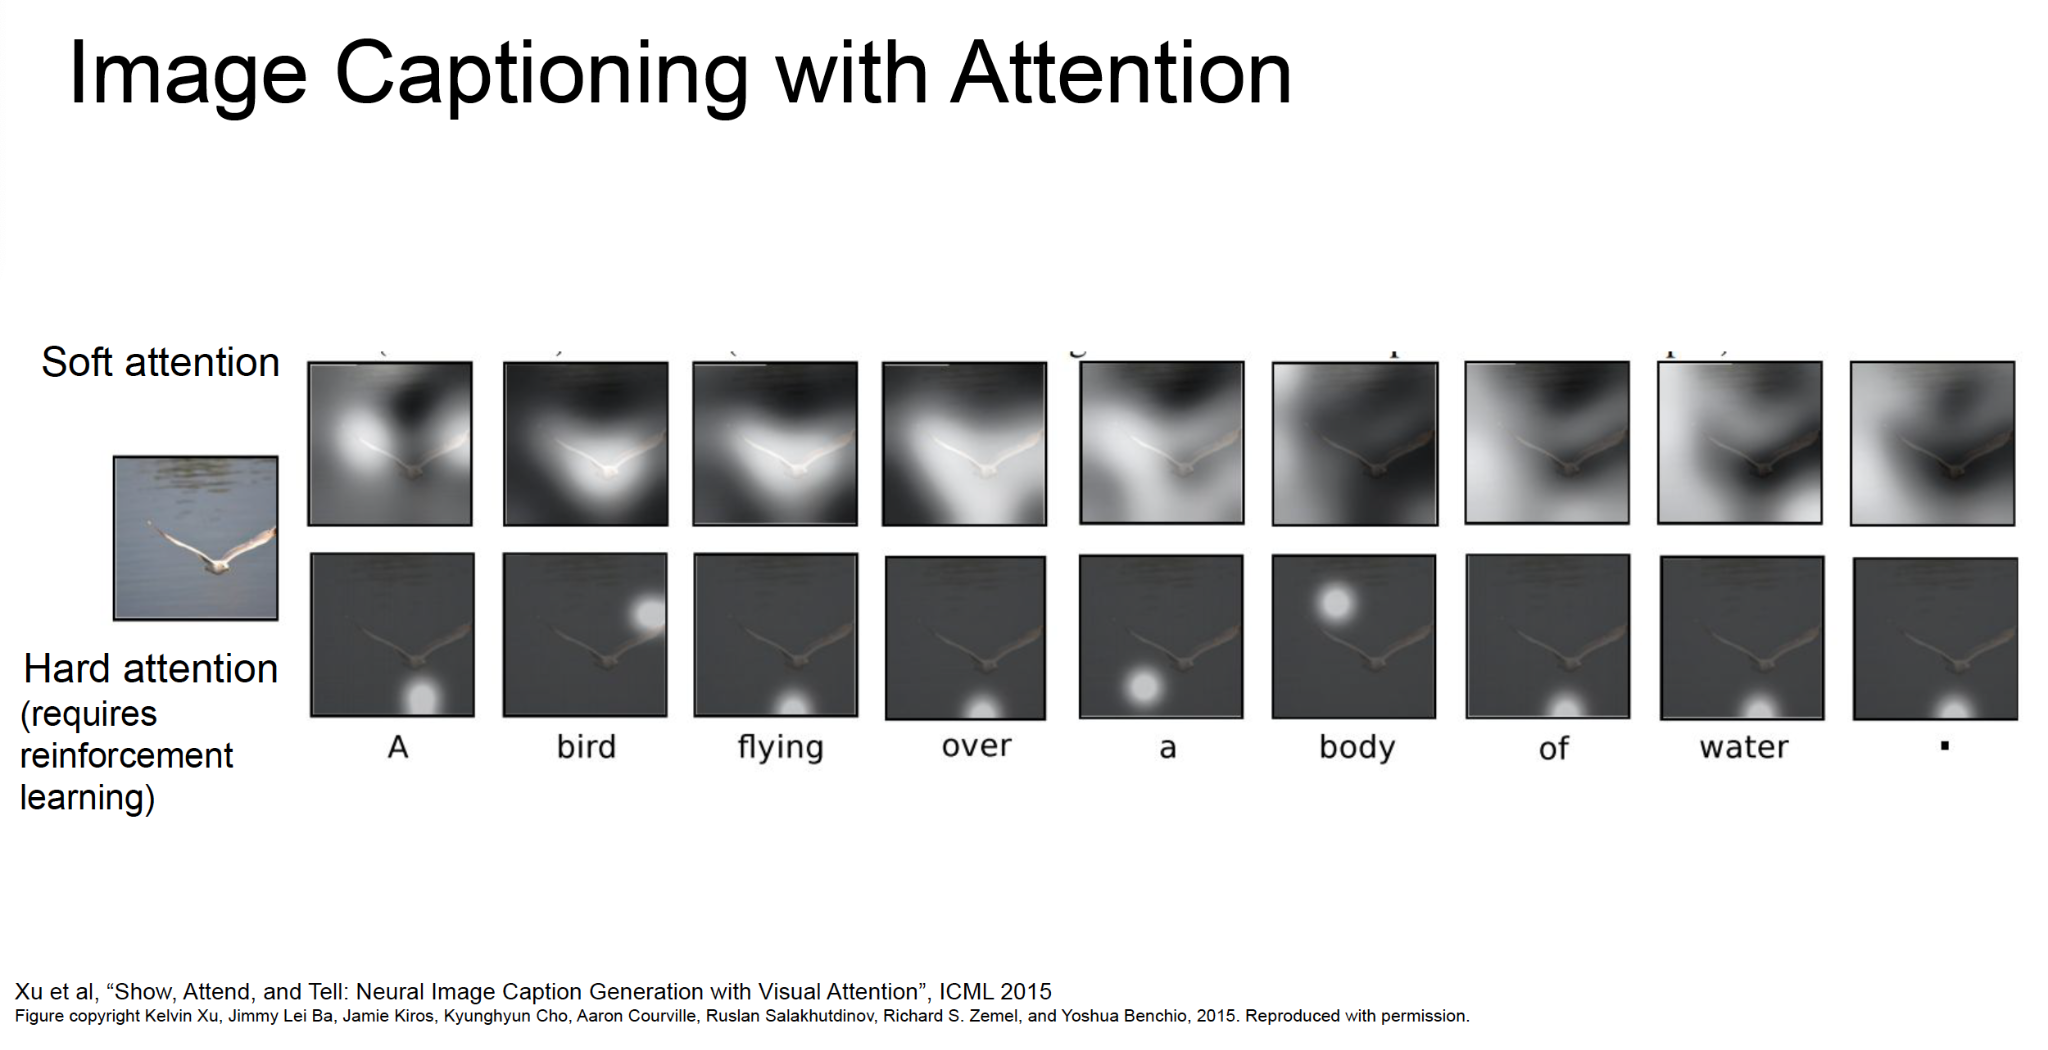 Image Captioning with Attention
Soft attention
Hard attention
(requires
reinforcement
learning)
A bird flying over a body of water .
Xu et al, “Show, Attend, and Tell: Neural Image Caption Generation with Visual Attention”, ICML 2015
Figure copyright Kelvin Xu, Jimmy Lei Ba, Jamie Kiros, Kyunghyun Cho, Aaron Courville, Ruslan Salakhutdinov, Richard S. Zemel, and Yoshua Benchio, 2015. Reproduced with permission.